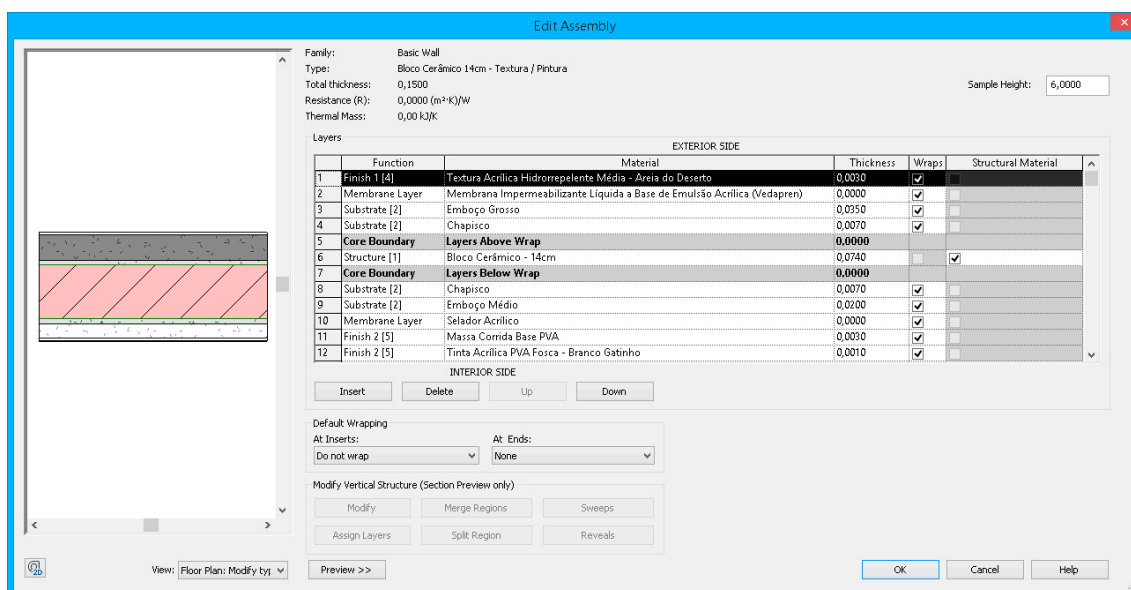 Edit Assembly
Family: Basic Wall
Type: Bloco Cerâmico 14cm - Textura / Pintura
Total thickness: 0,1500
Resistance (R): 0,0000 (m²·K)/W
Thermal Mass: 0,00 kJ/K
Sample Height: 6,0000
Layers
EXTERIOR SIDE
Function Material Thickness Wraps Structural Material
1 Finish 1 [4] Textura Acrílica Hidrorrepelente Média - Areia do Deserto 0,0030
2 Membrane Layer Membrana Impermeabilizante Líquida a Base de Emulsão Acrílica (Vedapren) 0,0000
3 Substrate [2] Emboço Grosso 0,0350
4 Substrate [2] Chapisco 0,0070
5 Core Boundary Layers Above Wrap 0,0000
6 Structure [1] Bloco Cerâmico - 14cm 0,0740
7 Core Boundary Layers Below Wrap 0,0000
8 Substrate [2] Chapisco 0,0070
9 Substrate [2] Emboço Médio 0,0200
10 Membrane Layer Selador Acrílico 0,0000
11 Finish 2 [5] Massa Corrida Base PVA 0,0030
12 Finish 2 [5] Tinta Acrílica PVA Fosca - Branco Gatinho 0,0010
INTERIOR SIDE
Insert Delete Up Down
Default Wrapping
At Inserts: At Ends:
Do not wrap None
Modify Vertical Structure (Section Preview only)
Modify Merge Regions Sweeps
Assign Layers Split Region Reveals
2D View: Floor Plan: Modify typ Preview >> OK Cancel Help